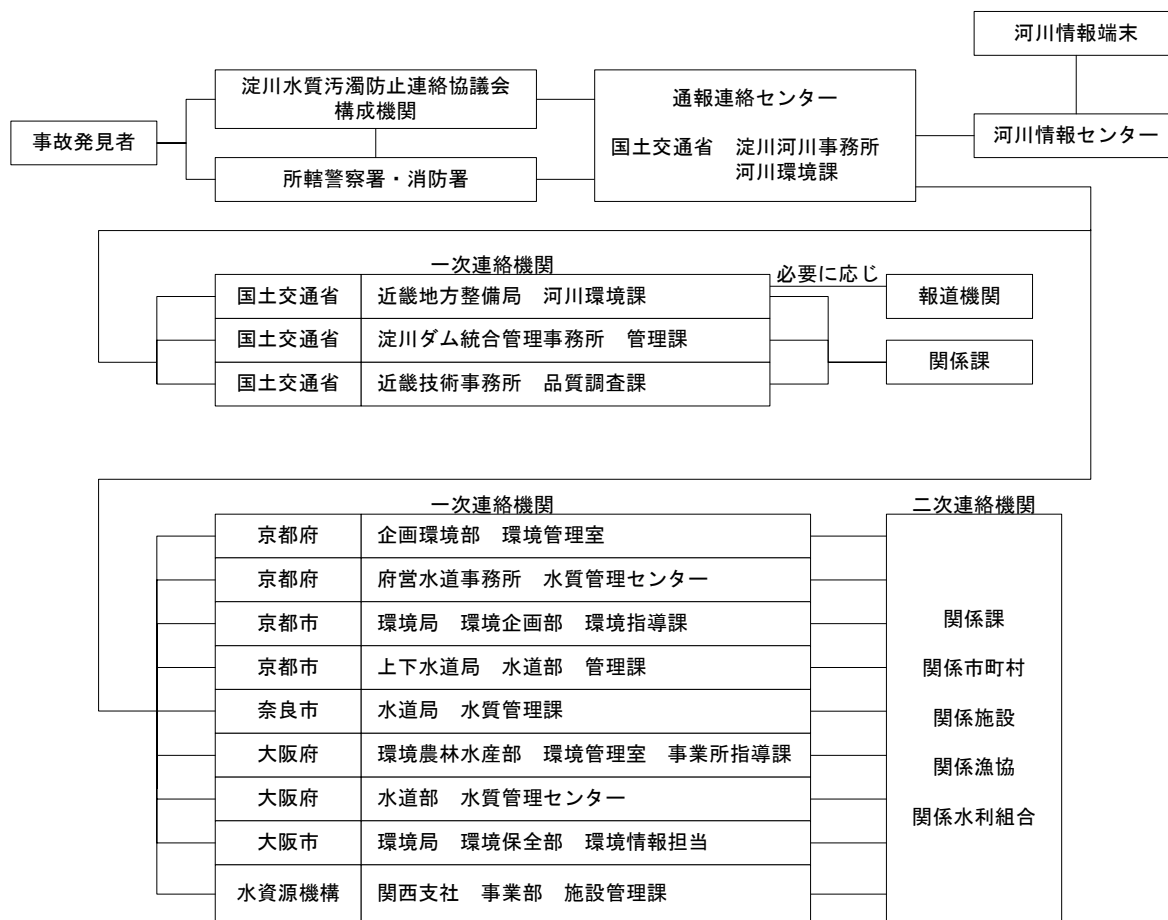 河川情報端末
淀川水質汚濁防止連絡協議会
構成機関
通報連絡センター
事故発見者
河川情報センター
国土交通省　淀川河川事務所
河川環境課
所轄警察署・消防署
一次連絡機関
必要に応じ
国土交通省　近畿地方整備局　河川環境課
報道機関
国土交通省　淀川ダム統合管理事務所　管理課
関係課
国土交通省　近畿技術事務所　品質調査課
一次連絡機関
二次連絡機関
京都府　企画環境部　環境管理室
京都府　府営水道事務所　水質管理センター
京都市　環境局　環境企画部　環境指導課
京都市　上下水道局　水道部　管理課
奈良市　水道局　水質管理課
大阪府　環境農林水産部　環境管理室　事業所指導課
大阪府　水道部　水質管理センター
大阪市　環境局　環境保全部　環境情報担当
水資源機構　関西支社　事業部　施設管理課
関係課
関係市町村
関係施設
関係漁協
関係水利組合